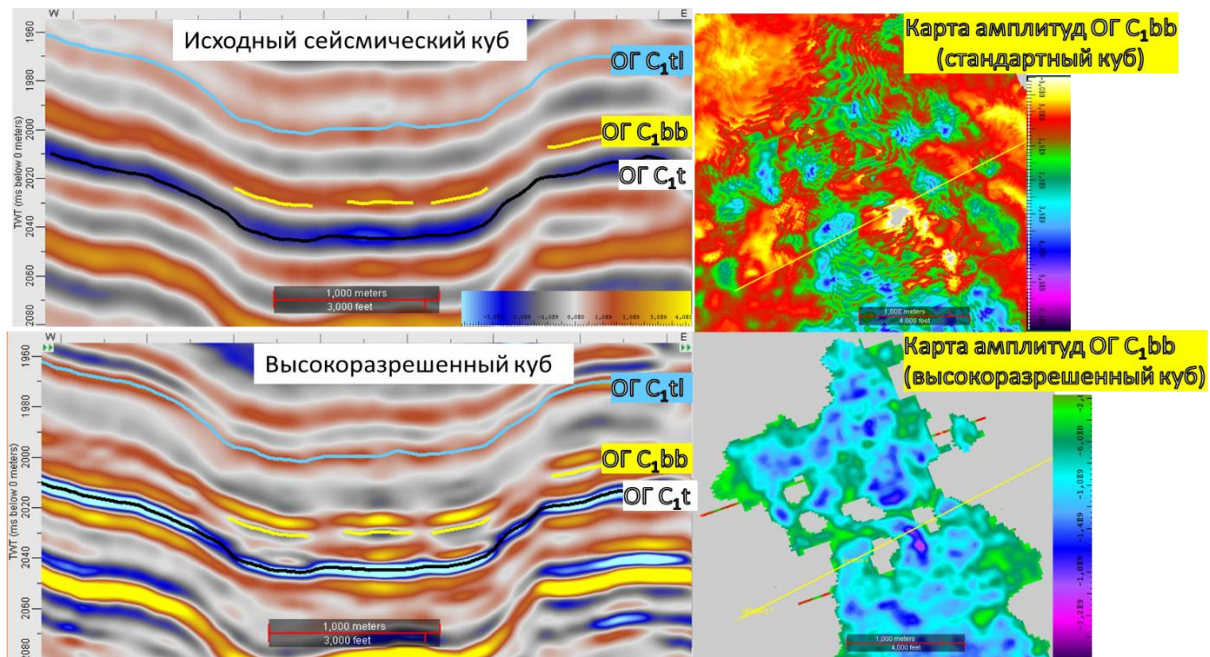 W
E
Исходный сейсмический куб
ОГ C₁tl
ОГ C₁bb
ОГ C₁t
TWT (ms below 0 meters)
1960
1980
2000
2020
2040
2060
2080
1,000 meters
3,000 feet
Карта амплитуд ОГ C₁bb
(стандартный куб)
1,000 meters
4,000 feet
W
E
Высокоразрешенный куб
ОГ C₁tl
ОГ C₁bb
ОГ C₁t
TWT (ms below 0 meters)
1960
1980
2000
2020
2040
2060
2080
1,000 meters
3,000 feet
Карта амплитуд ОГ C₁bb
(высокоразрешенный куб)
1,000 meters
4,000 feet